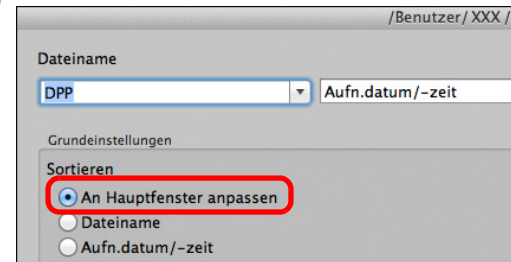 /Benutzer/ XXX /
Dateiname
DPP Aufn.datum/-zeit
Grundeinstellungen
Sortieren
An Hauptfenster anpassen
Dateiname
Aufn.datum/-zeit